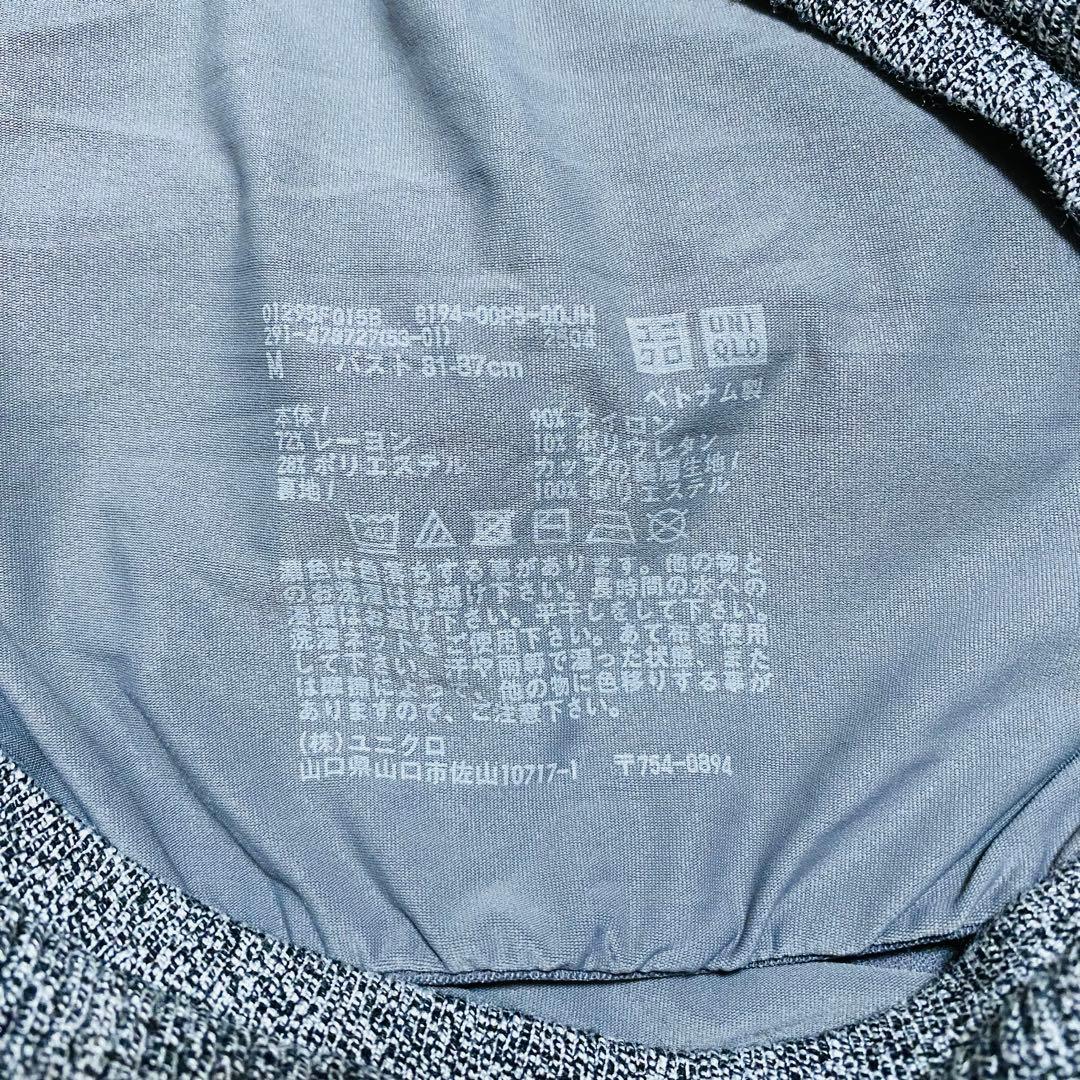 M バスト 81-87cm
ユニ
クロ
UNI
QLO
ベトナム製
本体/
72% レーヨン
28% ポリエステル
裏地/
90% ナイロン
10% ポリウレタン
カップの裏面生地/
100% ポリエステル
濃色は色落ちする事があります。他の物と
のお洗濯はお避け下さい。長時間の水への
浸漬はお避け下さい。平干しをして下さい。
洗濯ネットをご使用下さい。あて布を使用
して下さい。汗や雨等で湿った状態、また
は摩擦によって、他の物に色移りする事が
ありますので、ご注意下さい。
(株)ユニクロ
山口県山口市佐山10717-1 〒754-0894